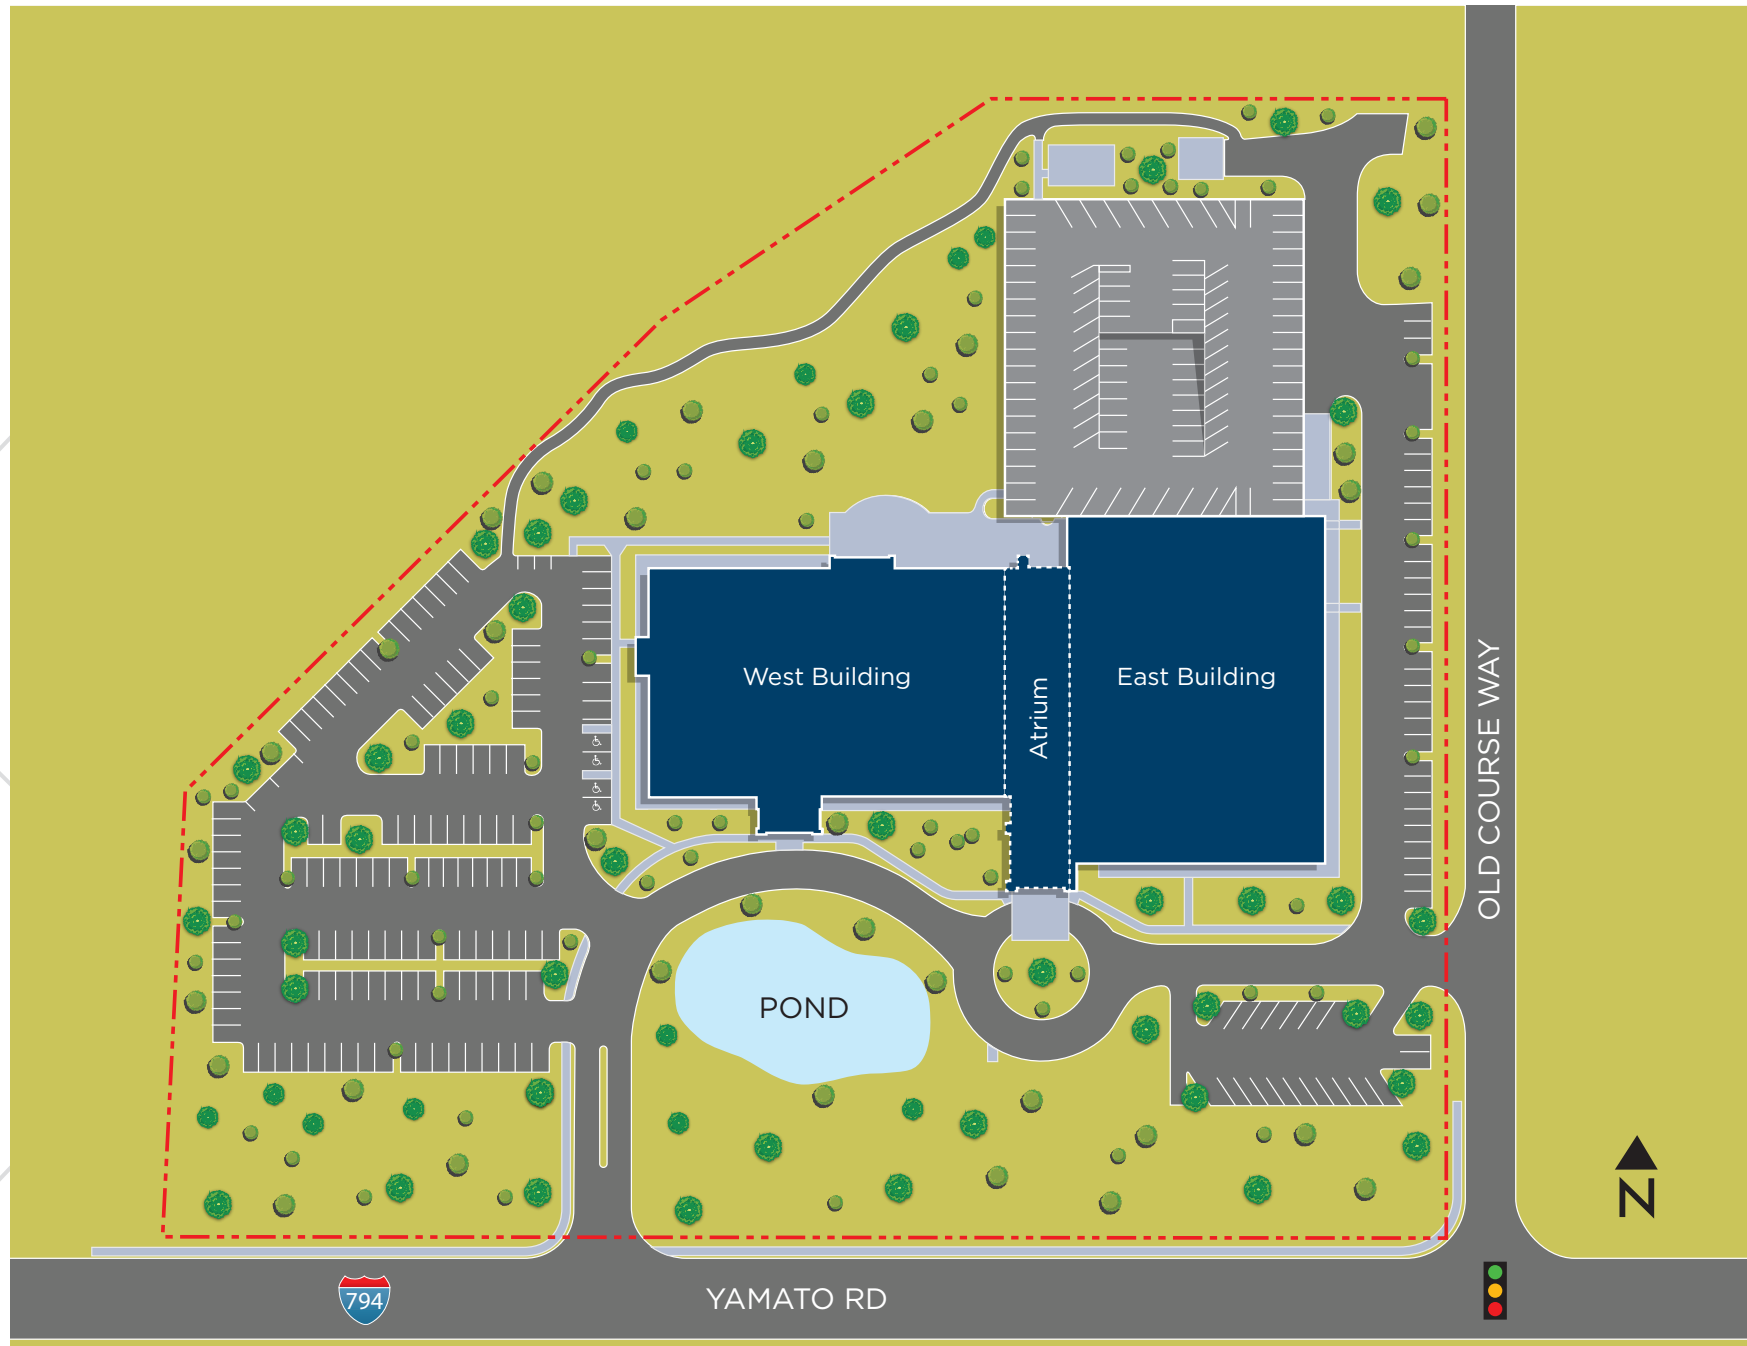 West Building
Atrium
East Building
OLD COURSE WAY
POND
N
794
YAMATO RD